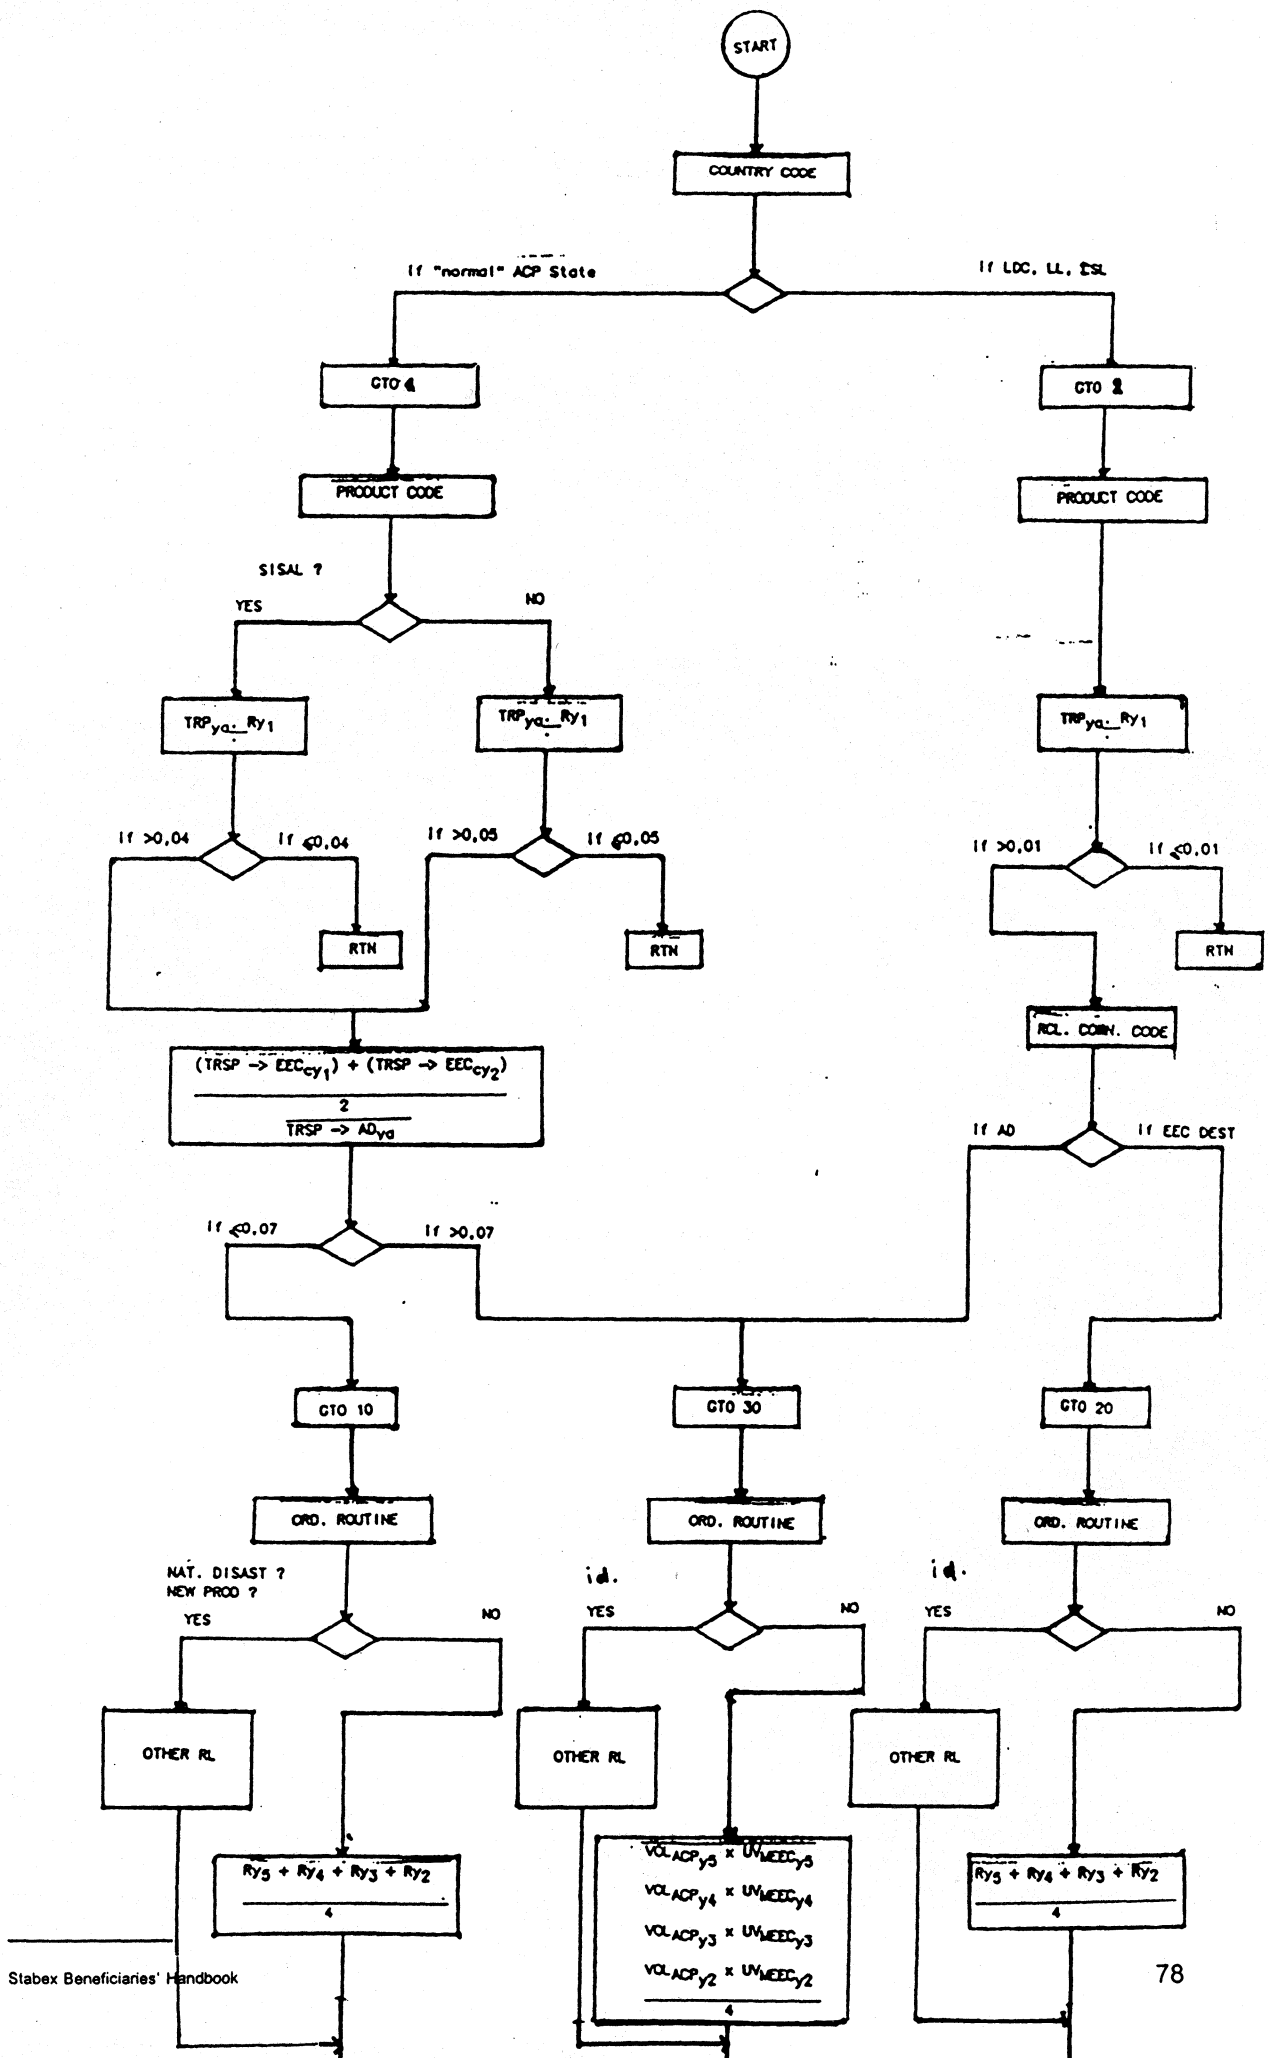 START
COUNTRY CODE
if "normal" ACP State
if LDC, LL, ESL
GTO
GTO
PRODUCT CODE
PRODUCT CODE
SISAL ?
YES
NO
TRPya. Ry1
TRPya. Ry1
TRPya. Ry1
if >0,04
if ≤0,04
if >0,05
if ≤0,05
if >0,01
if ≤0,01
RTN
RTN
RTN
RCL. COMN. CODE
(TRSP -> EECcy1) + (TRSP -> EECcy2)
2
TRSP -> ADya
if AD
if EEC DEST
if ≤0,07
if >0,07
GTO 10
GTO 30
GTO 20
ORD. ROUTINE
ORD. ROUTINE
ORD. ROUTINE
NAT. DISAST ?
NEW PROD ?
id.
id.
YES
NO
YES
NO
YES
NO
OTHER RL
OTHER RL
OTHER RL
Ry5 + Ry4 + Ry3 + Ry2
4
VOLACPy5 x UVMEECy5
VOLACPy4 x UVMEECy4
VOLACPy3 x UVMEECy3
VOLACPy2 x UVMEECy2
4
Ry5 + Ry4 + Ry3 + Ry2
4
Stabex Beneficiaries' Handbook
78